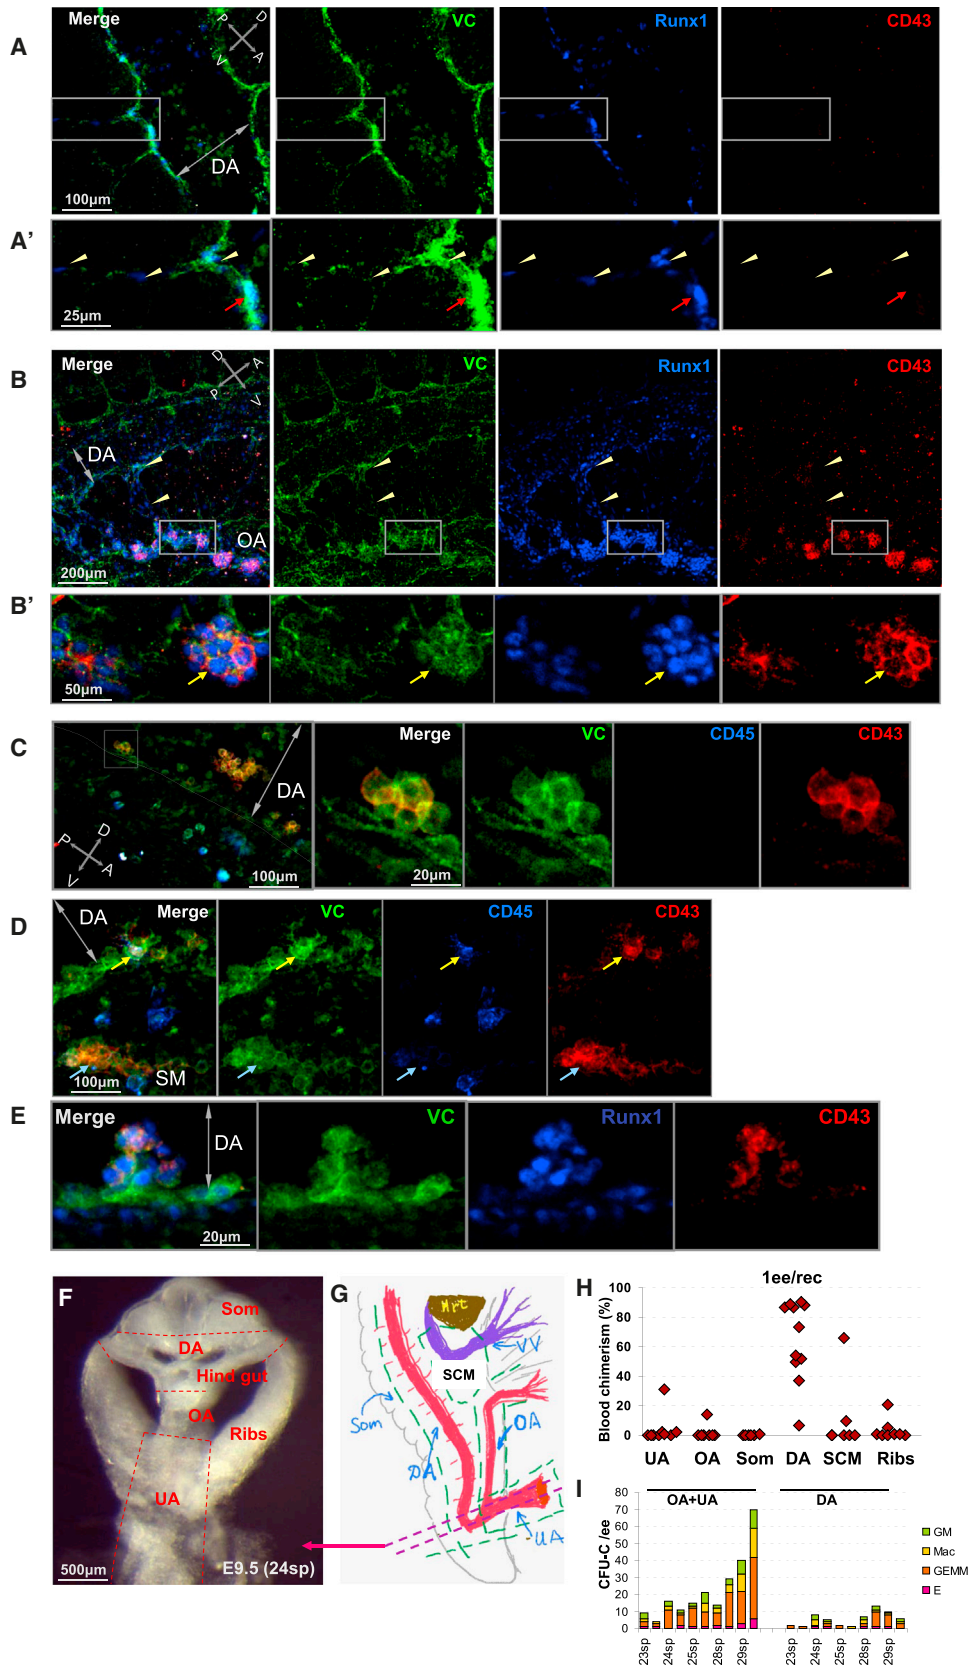 A
Merge
VC
Runx1
CD43
D
P
A
V
DA
100µm
A’
25µm
B
Merge
VC
Runx1
CD43
D
A
P
V
DA
OA
200µm
B’
50µm
C
Merge
VC
CD45
CD43
DA
D
P
A
V
100µm
20µm
D
DA
Merge
VC
CD45
CD43
100µm
SM
E
Merge
VC
Runx1
CD43
DA
20µm
F
Som
DA
Hind gut
OA
Ribs
UA
500µm
E9.5 (24sp)
G
Hrt
VV
SCM
Som
OA
DA
UA
H
1ee/rec
Blood chimerism (%)
100
80
60
40
20
0
UA OA Som DA SCM Ribs
I
OA+UA
DA
CFU-C /ee
80
70
60
50
40
30
20
10
0
GM
Mac
GEMM
E
23sp 24sp 25sp 28sp 29sp 23sp 24sp 25sp 28sp 29sp